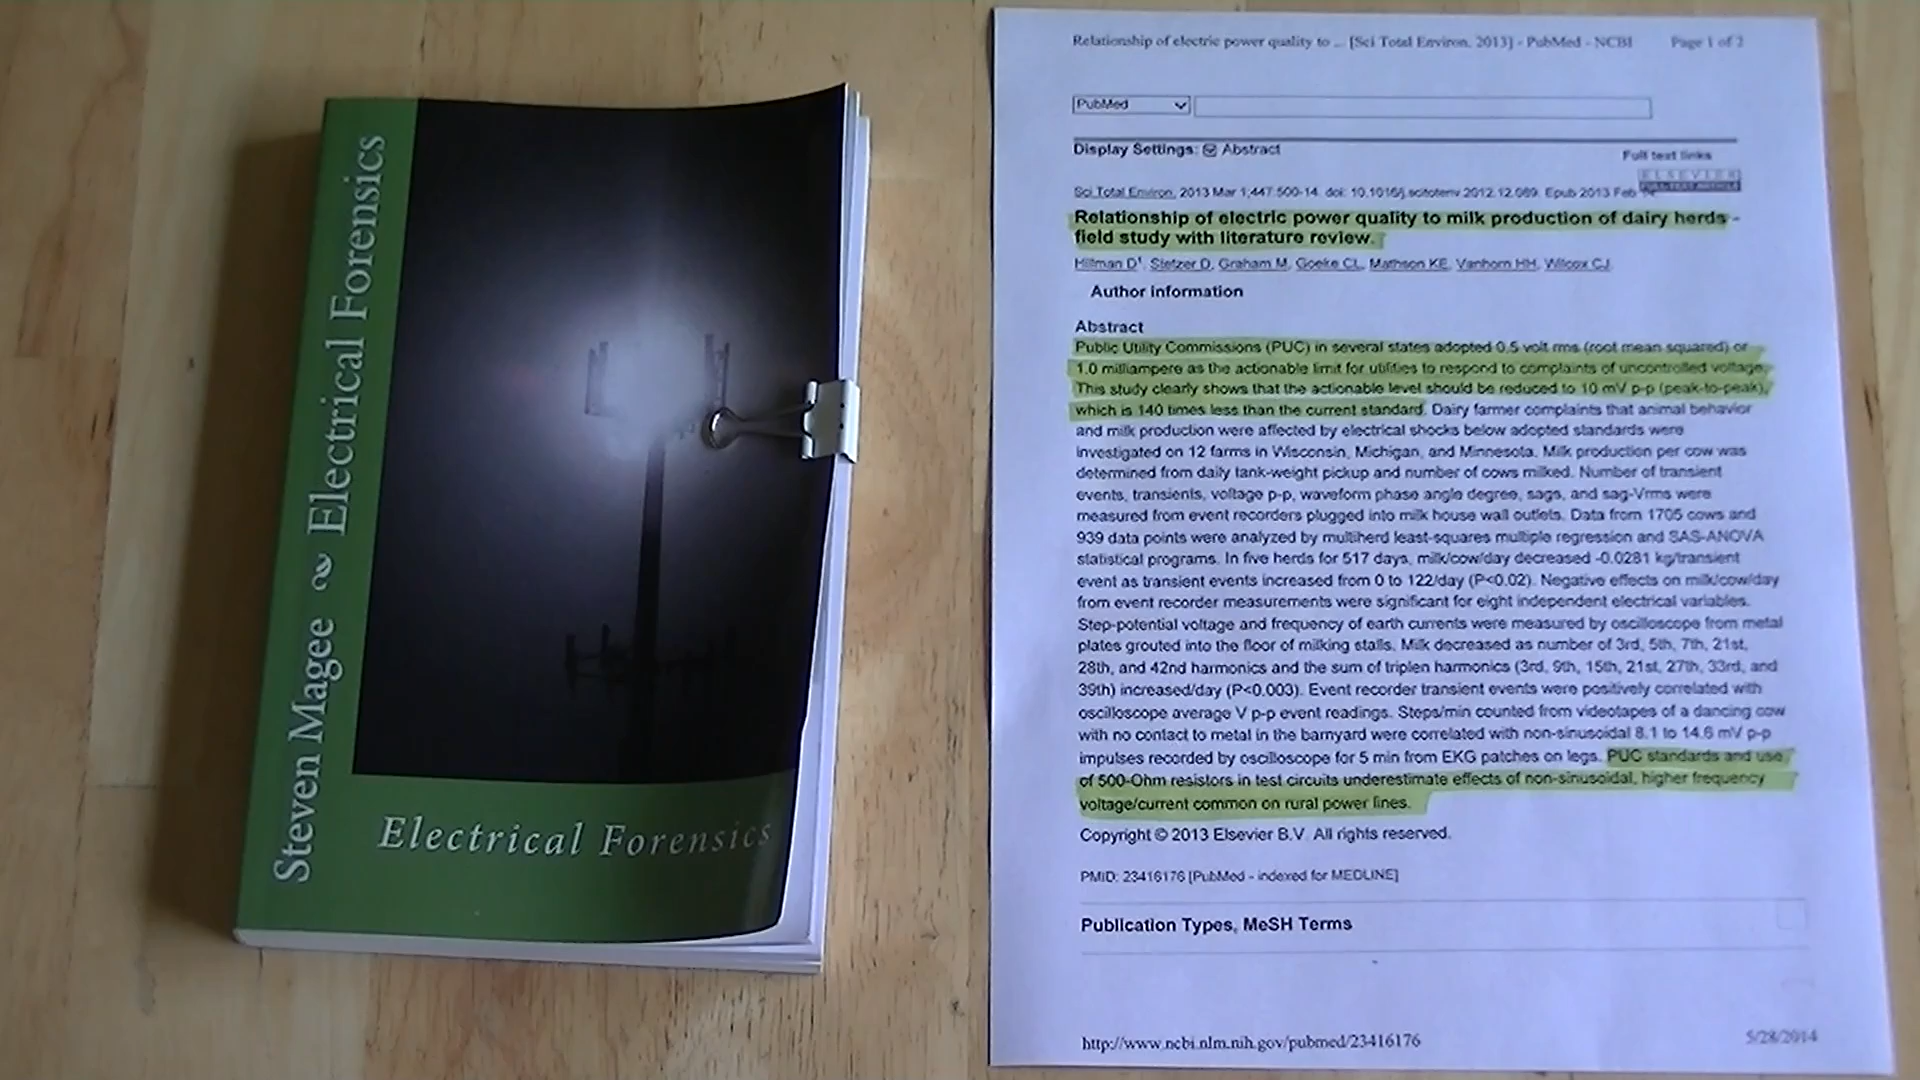 Steven Magee ~ Electrical Forensics
Electrical Forensics
Relationship of electric power quality to ... [Sci Total Environ. 2013] - PubMed - NCBI Page 1 of 2
PubMed
Display Settings: Abstract
Full text links
ELSEVIER
FULL-TEXT ARTICLE
Sci Total Environ. 2013 Mar 1;447:500-14. doi: 10.1016/j.scitotenv.2012.12.089. Epub 2013 Feb
Relationship of electric power quality to milk production of dairy herds -
field study with literature review.
Hillman D1, Stetzer D, Graham M, Goeke CL, Mathson KE, Vanhorn HH, Wilcox CJ.
Author information
Abstract
Public Utility Commissions (PUC) in several states adopted 0.5 volt rms (root mean squared) or
1.0 milliampere as the actionable limit for utilities to respond to complaints of uncontrolled voltage.
This study clearly shows that the actionable level should be reduced to 10 mV p-p (peak-to-peak),
which is 140 times less than the current standard. Dairy farmer complaints that animal behavior
and milk production were affected by electrical shocks below adopted standards were
investigated on 12 farms in Wisconsin, Michigan, and Minnesota. Milk production per cow was
determined from daily tank-weight pickup and number of cows milked. Number of transient
events, transients, voltage p-p, waveform phase angle degree, sags, and sag-Vrms were
measured from event recorders plugged into milk house wall outlets. Data from 1705 cows and
939 data points were analyzed by multiherd least-squares multiple regression and SAS-ANOVA
statistical programs. In five herds for 517 days, milk/cow/day decreased -0.0281 kg/transient
event as transient events increased from 0 to 122/day (P<0.02). Negative effects on milk/cow/day
from event recorder measurements were significant for eight independent electrical variables.
Step-potential voltage and frequency of earth currents were measured by oscilloscope from metal
plates grouted into the floor of milking stalls. Milk decreased as number of 3rd, 5th, 7th, 21st,
28th, and 42nd harmonics and the sum of triplen harmonics (3rd, 9th, 15th, 21st, 27th, 33rd, and
39th) increased/day (P<0.003). Event recorder transient events were positively correlated with
oscilloscope average V p-p event readings. Steps/min counted from videotapes of a dancing cow
with no contact to metal in the barnyard were correlated with non-sinusoidal 8.1 to 14.6 mV p-p
impulses recorded by oscilloscope for 5 min from EKG patches on legs. PUC standards and use
of 500-Ohm resistors in test circuits underestimate effects of non-sinusoidal, higher frequency
voltage/current common on rural power lines.
Copyright © 2013 Elsevier B.V. All rights reserved.
PMID: 23416176 [PubMed - indexed for MEDLINE]
Publication Types, MeSH Terms
http://www.ncbi.nlm.nih.gov/pubmed/23416176 5/28/2014